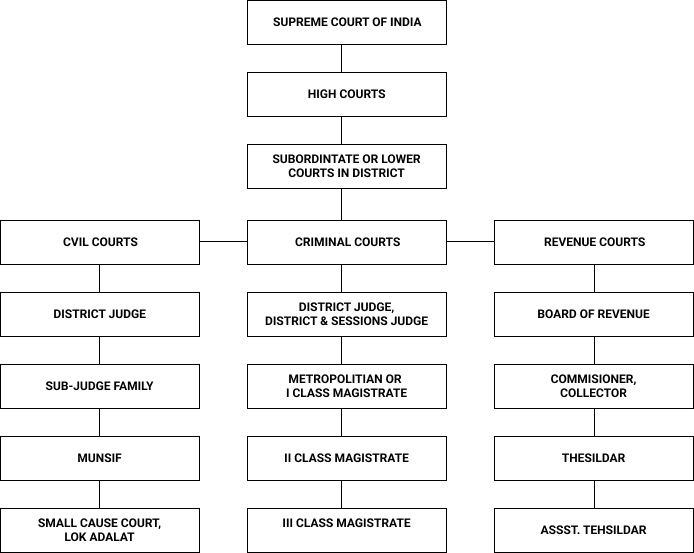 SUPREME COURT OF INDIA
HIGH COURTS
SUBORDINTATE OR LOWER
COURTS IN DISTRICT
CVIL COURTS
CRIMINAL COURTS
REVENUE COURTS
DISTRICT JUDGE
DISTRICT JUDGE,
DISTRICT & SESSIONS JUDGE
BOARD OF REVENUE
SUB-JUDGE FAMILY
METROPOLITIAN OR
I CLASS MAGISTRATE
COMMISIONER,
COLLECTOR
MUNSIF
II CLASS MAGISTRATE
THESILDAR
SMALL CAUSE COURT,
LOK ADALAT
III CLASS MAGISTRATE
ASSST. TEHSILDAR